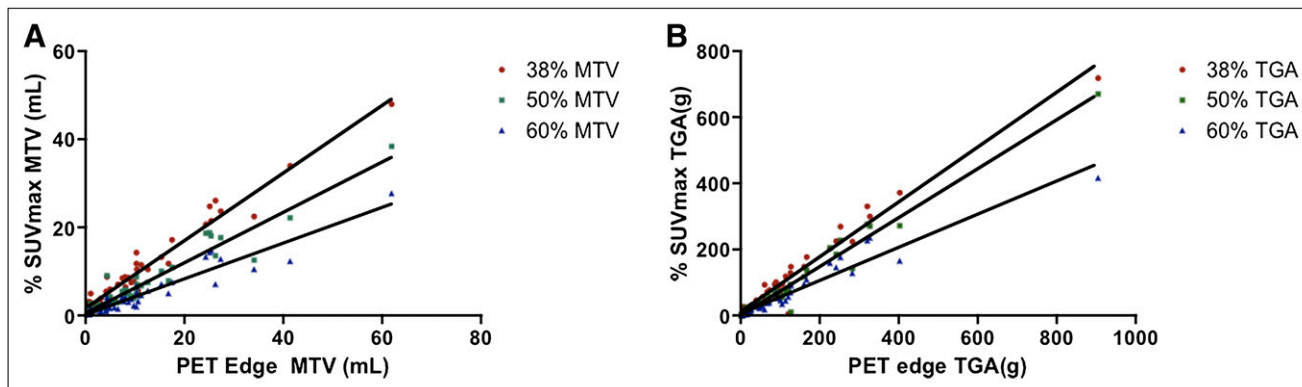 A
% SUVmax MTV (mL)
60
40
20
0
0 20 40 60 80
PET Edge MTV (mL)
38% MTV
50% MTV
60% MTV
B
% SUVmax TGA(g)
800
600
400
200
0
0 200 400 600 800 1000
PET edge TGA(g)
38% TGA
50% TGA
60% TGA